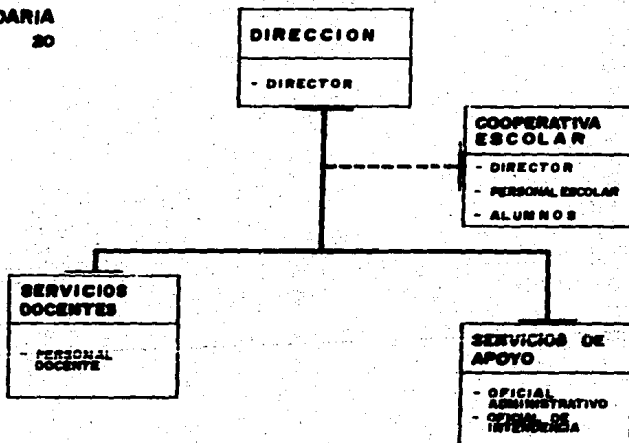 DARIA
20
DIRECCION
- DIRECTOR
COOPERATIVA
ESCOLAR
- DIRECTOR
- PERSONAL ESCOLAR
- ALUMNOS
SERVICIOS
DOCENTES
- PERSONAL
DOCENTE
SERVICIOS DE
APOYO
- OFICIAL
ADMINISTRATIVO
- OFICIAL DE
INTENDENCIA